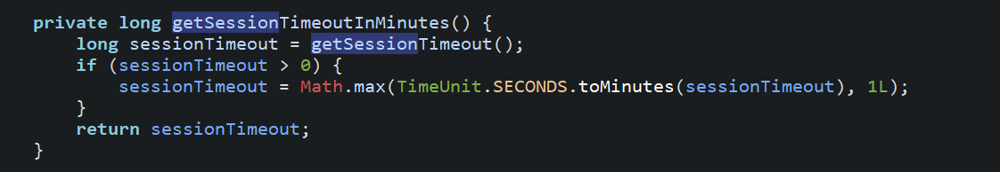 private long getSessionTimeoutInMinutes() {
    long sessionTimeout = getSessionTimeout();
    if (sessionTimeout > 0) {
        sessionTimeout = Math.max(TimeUnit.SECONDS.toMinutes(sessionTimeout), 1L);
    }
    return sessionTimeout;
}